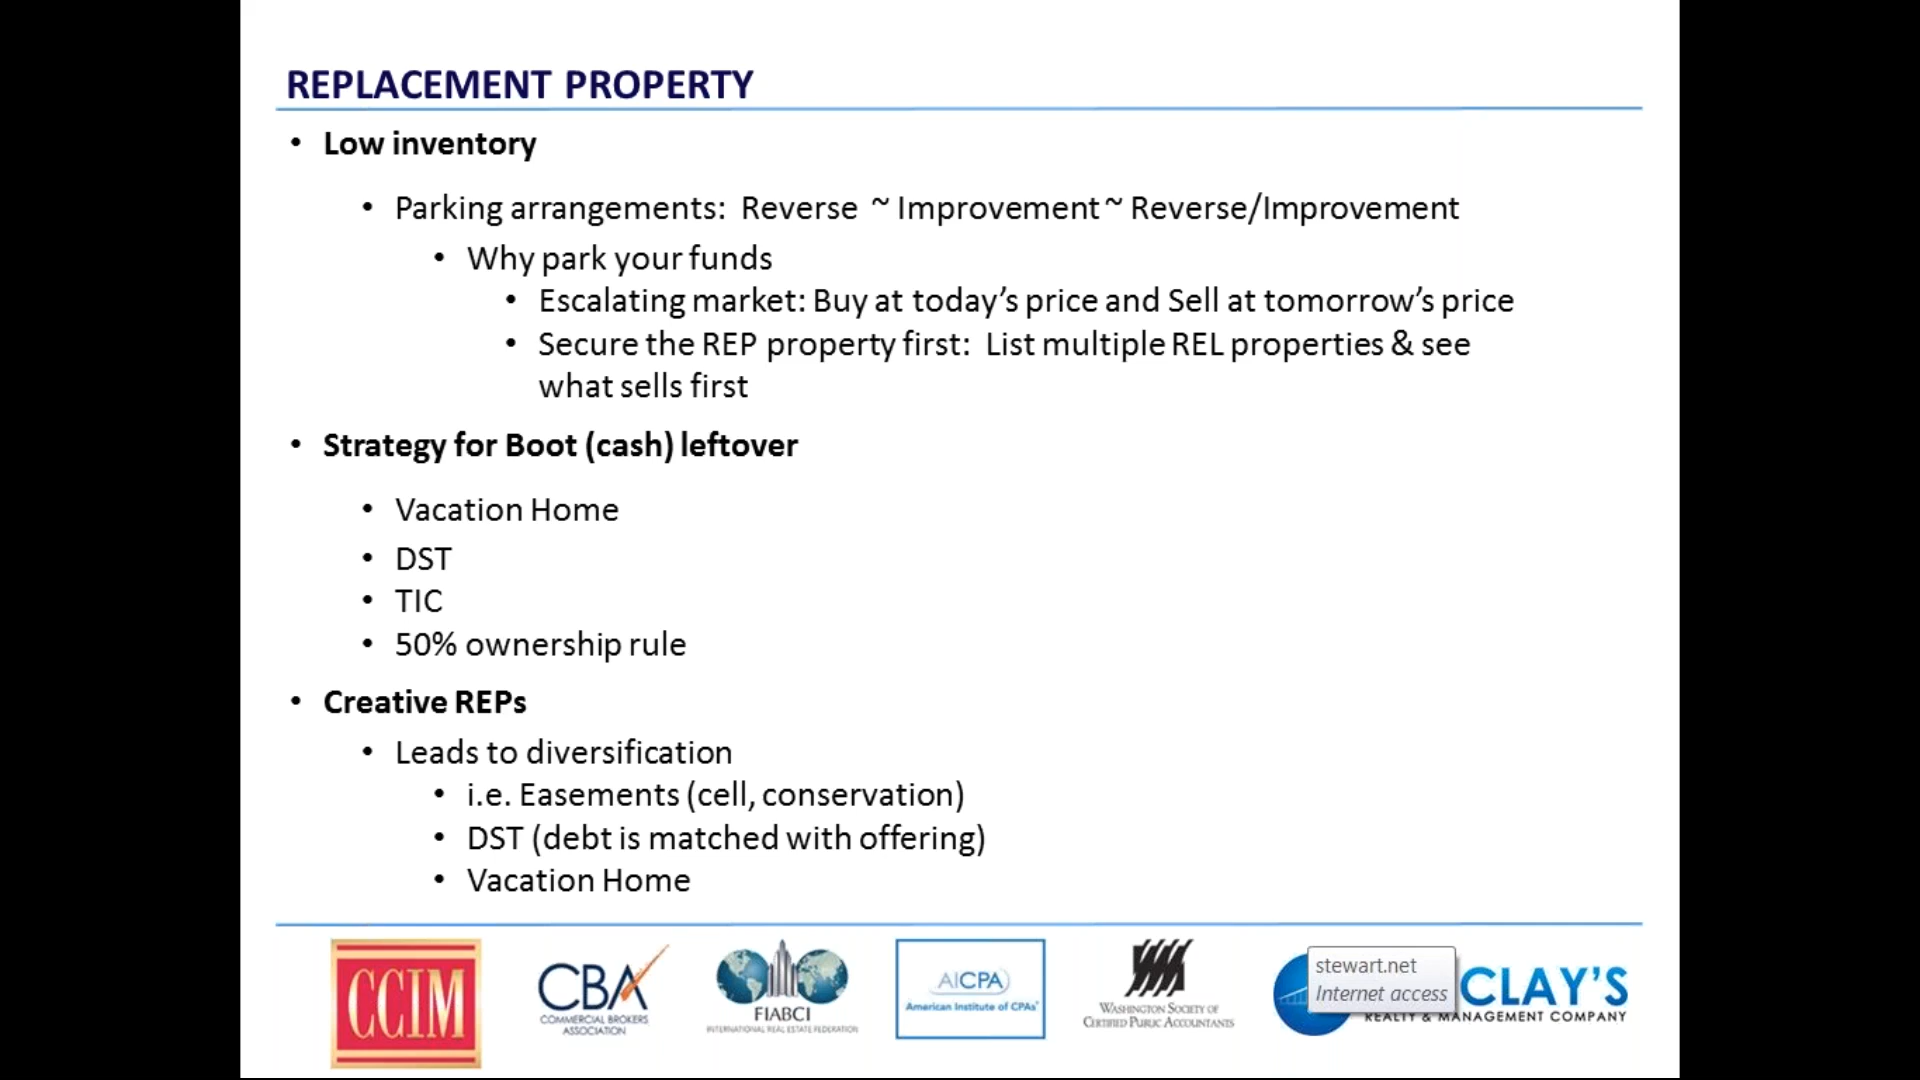 REPLACEMENT PROPERTY
• Low inventory
• Parking arrangements: Reverse ~ Improvement ~ Reverse/Improvement
• Why park your funds
• Escalating market: Buy at today’s price and Sell at tomorrow’s price
• Secure the REP property first: List multiple REL properties & see
what sells first
• Strategy for Boot (cash) leftover
• Vacation Home
• DST
• TIC
• 50% ownership rule
• Creative REPs
• Leads to diversification
• i.e. Easements (cell, conservation)
• DST (debt is matched with offering)
• Vacation Home
CCIM
CBA
COMMERCIAL BROKERS
ASSOCIATION
FIABCI
INTERNATIONAL REAL ESTATE FEDERATION
AICPA
American Institute of CPAs®
WASHINGTON SOCIETY OF
CERTIFIED PUBLIC ACCOUNTANTS
stewart.net
Internet access
CLAY'S
REALTY & MANAGEMENT COMPANY